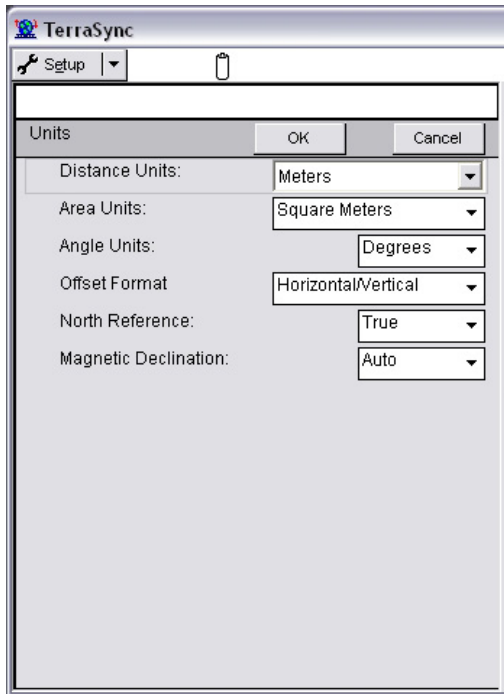 TerraSync
Setup
Units OK Cancel
Distance Units: Meters
Area Units: Square Meters
Angle Units: Degrees
Offset Format Horizontal/Vertical
North Reference: True
Magnetic Declination: Auto